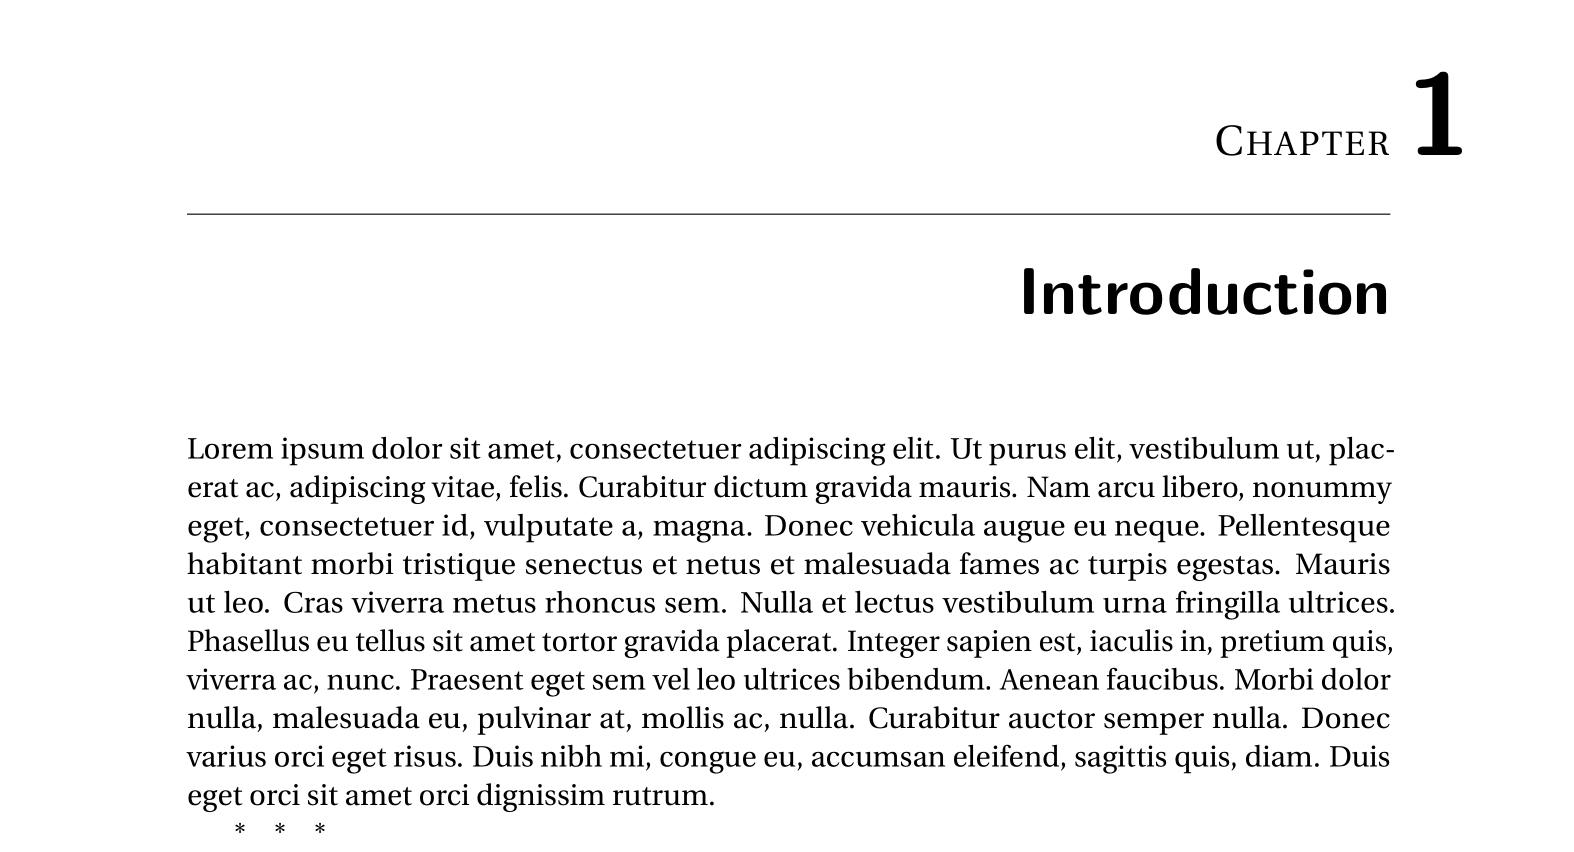 CHAPTER 1
Introduction
Lorem ipsum dolor sit amet, consectetuer adipiscing elit. Ut purus elit, vestibulum ut, plac-
erat ac, adipiscing vitae, felis. Curabitur dictum gravida mauris. Nam arcu libero, nonummy
eget, consectetuer id, vulputate a, magna. Donec vehicula augue eu neque. Pellentesque
habitant morbi tristique senectus et netus et malesuada fames ac turpis egestas. Mauris
ut leo. Cras viverra metus rhoncus sem. Nulla et lectus vestibulum urna fringilla ultrices.
Phasellus eu tellus sit amet tortor gravida placerat. Integer sapien est, iaculis in, pretium quis,
viverra ac, nunc. Praesent eget sem vel leo ultrices bibendum. Aenean faucibus. Morbi dolor
nulla, malesuada eu, pulvinar at, mollis ac, nulla. Curabitur auctor semper nulla. Donec
varius orci eget risus. Duis nibh mi, congue eu, accumsan eleifend, sagittis quis, diam. Duis
eget orci sit amet orci dignissim rutrum.
* * *